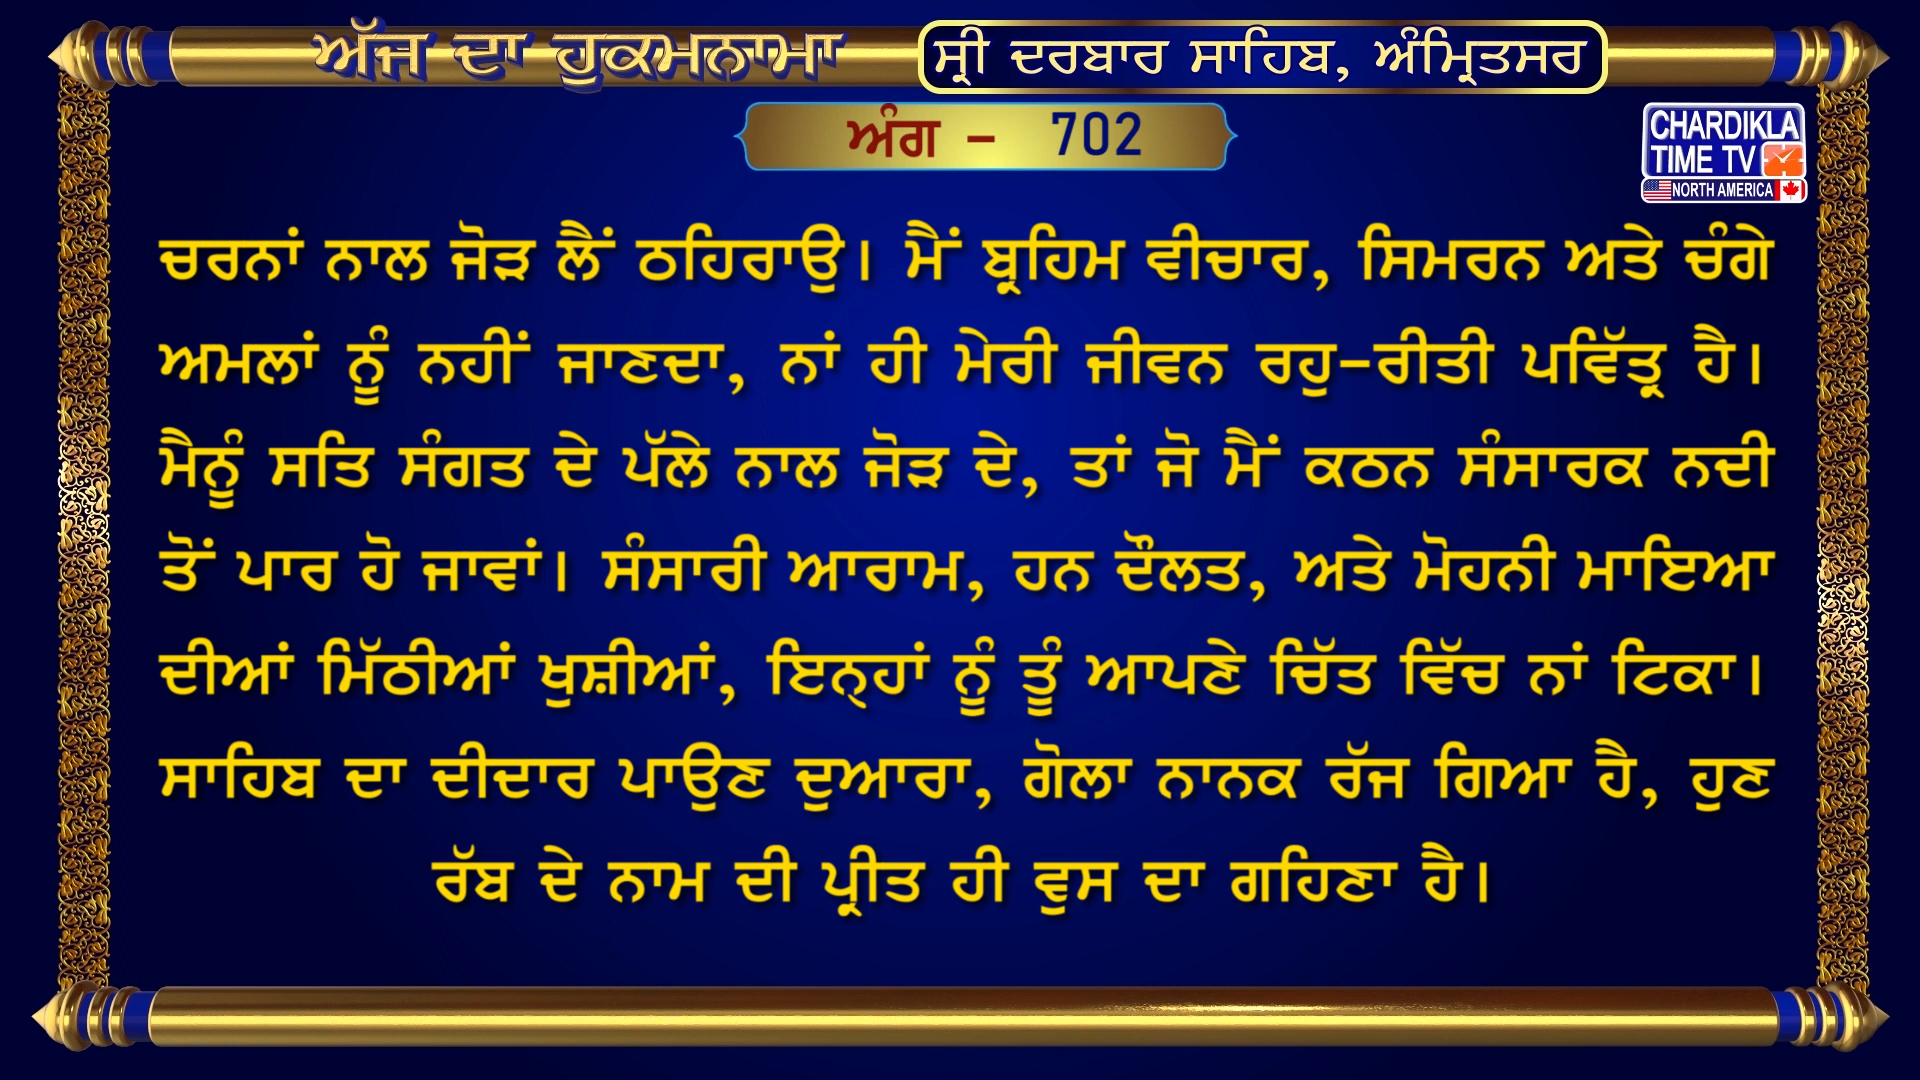 ਅੱਜ ਦਾ ਹੁਕਮਨਾਮਾ
ਸ੍ਰੀ ਦਰਬਾਰ ਸਾਹਿਬ, ਅੰਮ੍ਰਿਤਸਰ
ਅੰਗ - 702
CHARDIKLA
TIME TV
NORTH AMERICA
ਚਰਨਾਂ ਨਾਲ ਜੋੜ ਲੈਂ ਠਹਿਰਾਉ। ਮੈਂ ਬ੍ਰਹਿਮ ਵੀਚਾਰ, ਸਿਮਰਨ ਅਤੇ ਚੰਗੇ
ਅਮਲਾਂ ਨੂੰ ਨਹੀਂ ਜਾਣਦਾ, ਨਾਂ ਹੀ ਮੇਰੀ ਜੀਵਨ ਰਹੁ-ਰੀਤੀ ਪਵਿੱਤ੍ਰ ਹੈ।
ਮੈਨੂੰ ਸਤਿ ਸੰਗਤ ਦੇ ਪੱਲੇ ਨਾਲ ਜੋੜ ਦੇ, ਤਾਂ ਜੋ ਮੈਂ ਕਠਨ ਸੰਸਾਰਕ ਨਦੀ
ਤੋਂ ਪਾਰ ਹੋ ਜਾਵਾਂ। ਸੰਸਾਰੀ ਆਰਾਮ, ਹਨ ਦੌਲਤ, ਅਤੇ ਮੋਹਨੀ ਮਾਇਆ
ਦੀਆਂ ਮਿੱਠੀਆਂ ਖੁਸ਼ੀਆਂ, ਇਨ੍ਹਾਂ ਨੂੰ ਤੂੰ ਆਪਣੇ ਚਿੱਤ ਵਿੱਚ ਨਾਂ ਟਿਕਾ।
ਸਾਹਿਬ ਦਾ ਦੀਦਾਰ ਪਾਉਣ ਦੁਆਰਾ, ਗੋਲਾ ਨਾਨਕ ਰੱਜ ਗਿਆ ਹੈ, ਹੁਣ
ਰੱਬ ਦੇ ਨਾਮ ਦੀ ਪ੍ਰੀਤ ਹੀ ਵੁਸ ਦਾ ਗਹਿਣਾ ਹੈ।